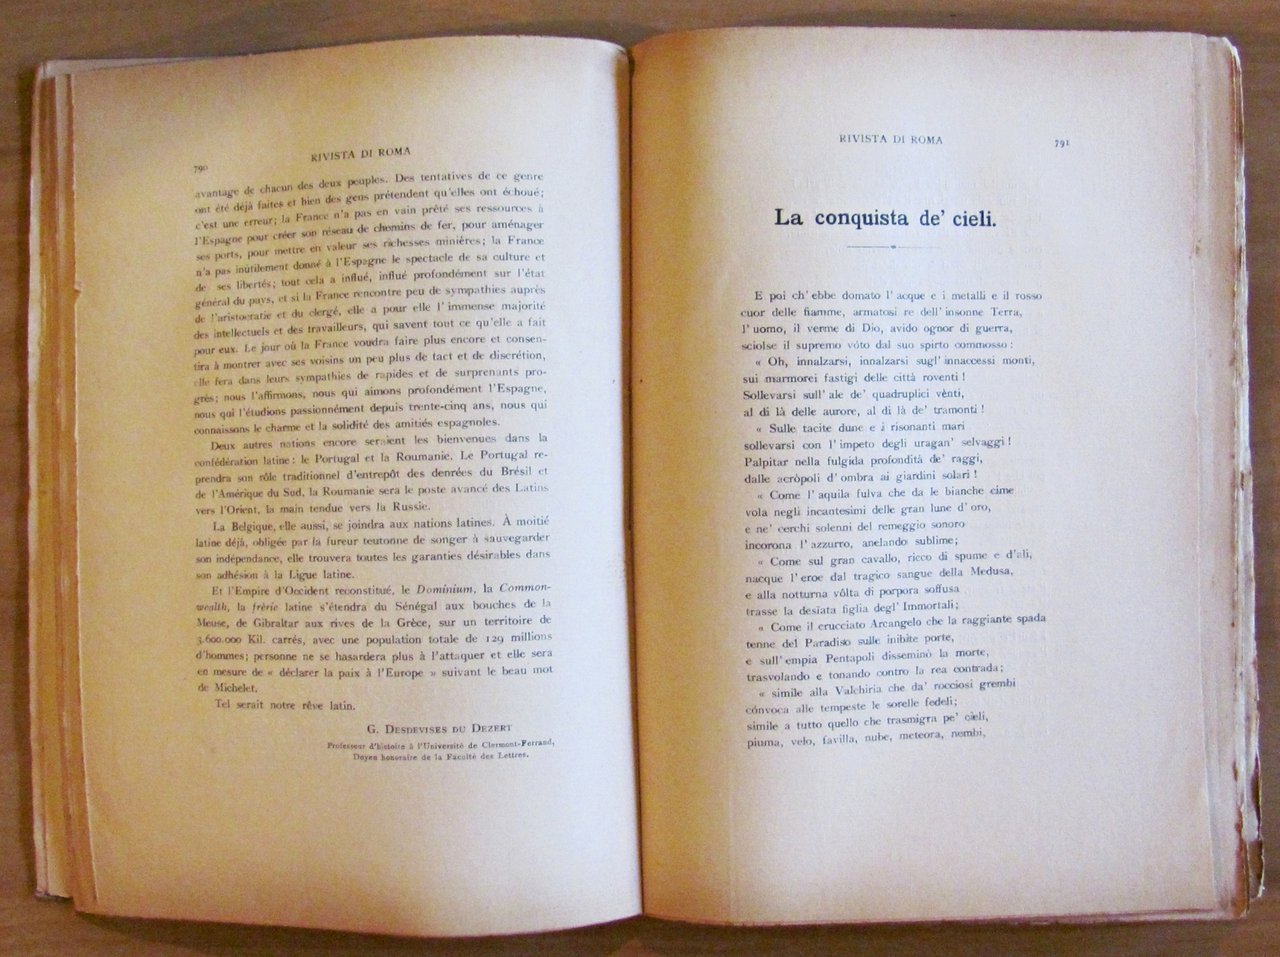 790
RIVISTA DI ROMA
avantage de chacun des deux peuples. Des tentatives de ce genre
ont été déjà faites et bien des gens prétendent qu'elles ont échoué;
c'est une erreur; la France n'a pas en vain prêté ses ressources à
l'Espagne pour créer son réseau de chemins de fer, pour aménager
ses ports, pour mettre en valeur ses richesses minières; la France
n'a pas inutilement donné à l'Espagne le spectacle de sa culture et
de ses libertés; tout cela a influé, influé profondément sur l'état
général du pays, et si la France rencontre peu de sympathies auprès
de l'aristocratie et du clergé, elle a pour elle l'immense majorité
des intellectuels et des travailleurs, qui savent tout ce qu'elle a fait
pour eux. Le jour où la France voudra faire plus encore et consen-
tira à montrer avec ses voisins un peu plus de tact et de discrétion,
elle fera dans leurs sympathies de rapides et de surprenants pro-
grès; nous l'affirmons, nous qui aimons profondément l'Espagne,
nous qui l'étudions passionnément depuis trente-cinq ans, nous qui
connaissons le charme et la solidité des amitiés espagnoles.
Deux autres nations encore seraient les bienvenues dans la
confédération latine: le Portugal et la Roumanie. Le Portugal re-
prendra son rôle traditionnel d'entrepôt des denrées du Brésil et
de l'Amérique du Sud, la Roumanie sera le poste avancé des Latins
vers l'Orient, la main tendue vers la Russie.
La Belgique, elle aussi, se joindra aux nations latines. À moitié
latine déjà, obligée par la fureur teutonne de songer à sauvegarder
son indépendance, elle trouvera toutes les garanties désirables dans
son adhésion à la Ligue latine.
Et l'Empire d'Occident reconstitué, le Dominium, la Common-
wealth, la frérie latine s'étendra du Sénégal aux bouches de la
Meuse, de Gibraltar aux rives de la Grèce, sur un territoire de
3.600.000 Kil. carrés, avec une population totale de 129 millions
d'hommes; personne ne se hasardera plus à l'attaquer et elle sera
en mesure de « déclarer la paix à l'Europe » suivant le beau mot
de Michelet.
Tel serait notre rêve latin.
G. DESDEVISES DU DEZERT
Professeur d'histoire à l'Université de Clermont-Ferrand,
Doyen honoraire de la Faculté des Lettres.
RIVISTA DI ROMA
791
La conquista de' cieli.
E poi ch' ebbe domato l' acque e i metalli e il rosso
cuor delle fiamme, armatosi re dell' insonne Terra,
l' uomo, il verme di Dio, avido ognor di guerra,
sciolse il supremo vóto dal suo spirto commosso :
« Oh, innalzarsi, innalzarsi sugl' innaccessi monti,
sui marmorei fastigi delle città roventi !
Sollevarsi sull' ale de' quadruplici vènti,
al di là delle aurore, al di là de' tramonti !
« Sulle tacite dune e i risonanti mari
sollevarsi con l' impeto degli uragan' selvaggi !
Palpitar nella fulgida profondità de' raggi,
dalle acròpoli d' ombra ai giardini solari !
« Come l' aquila fulva che da le bianche cime
vola negli incantesimi delle gran lune d' oro,
e ne' cerchi solenni del remeggio sonoro
incorona l' azzurro, anelando sublime;
« Come sul gran cavallo, ricco di spume e d'ali,
nacque l' eroe dal tragico sangue della Medusa,
e alla notturna vôlta di porpora soffusa
trasse la desiata figlia degl' Immortali;
« Come il crucciato Arcangelo che la raggiante spada
tenne del Paradiso sulle inibite porte,
e sull' empia Pentapoli disseminò la morte,
trasvolando e tonando contro la rea contrada;
« simile alla Valchiria che da' rocciosi grembi
cónvoca alle tempeste le sorelle fedeli;
simile a tutto quello che trasmigra pe' cieli,
piuma, velo, favilla, nube, meteora, nembi,